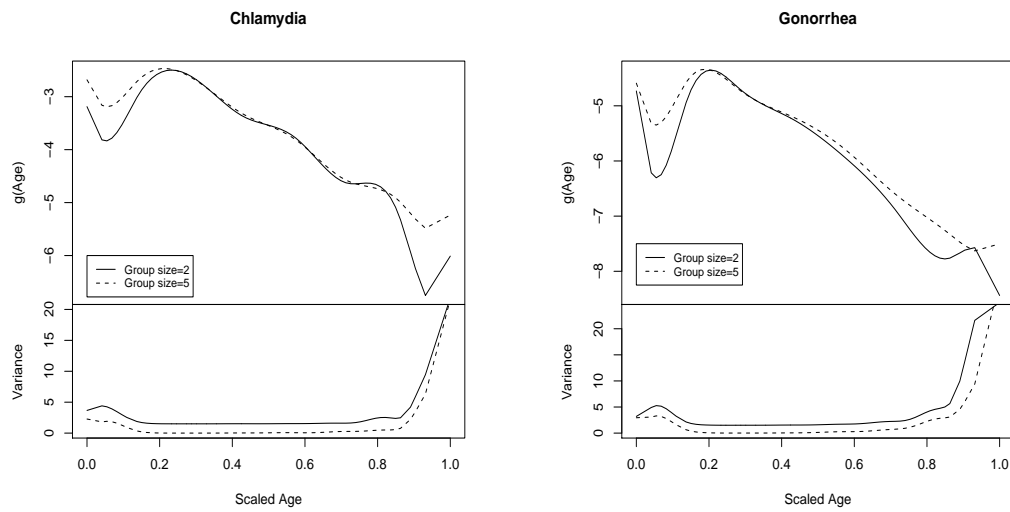 Chlamydia
g(Age)
-3
-4
-5
-6
Group size=2
Group size=5
Variance
20
15
10
5
0
0.0 0.2 0.4 0.6 0.8 1.0
Scaled Age
Gonorrhea
g(Age)
-5
-6
-7
-8
Group size=2
Group size=5
Variance
20
10
5
0
0.0 0.2 0.4 0.6 0.8 1.0
Scaled Age